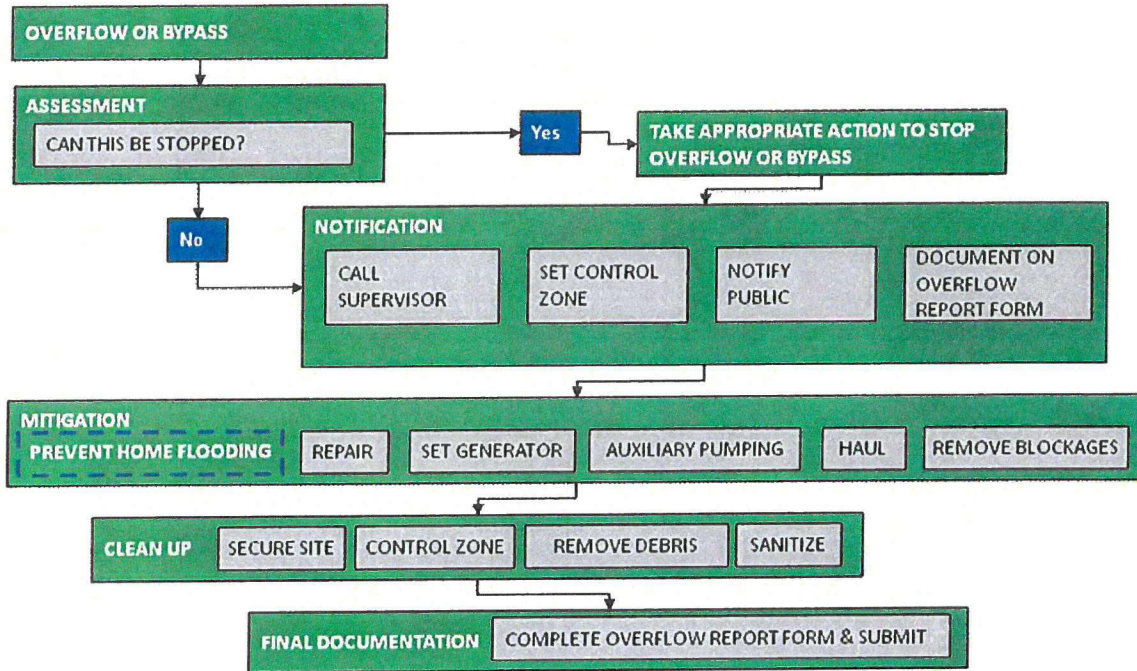 OVERFLOW OR BYPASS
ASSESSMENT
CAN THIS BE STOPPED?
Yes
TAKE APPROPRIATE ACTION TO STOP
OVERFLOW OR BYPASS
No
NOTIFICATION
CALL
SUPERVISOR
SET CONTROL
ZONE
NOTIFY
PUBLIC
DOCUMENT ON
OVERFLOW
REPORT FORM
MITIGATION
PREVENT HOME FLOODING
REPAIR
SET GENERATOR
AUXILIARY PUMPING
HAUL
REMOVE BLOCKAGES
CLEAN UP
SECURE SITE
CONTROL ZONE
REMOVE DEBRIS
SANITIZE
FINAL DOCUMENTATION
COMPLETE OVERFLOW REPORT FORM & SUBMIT